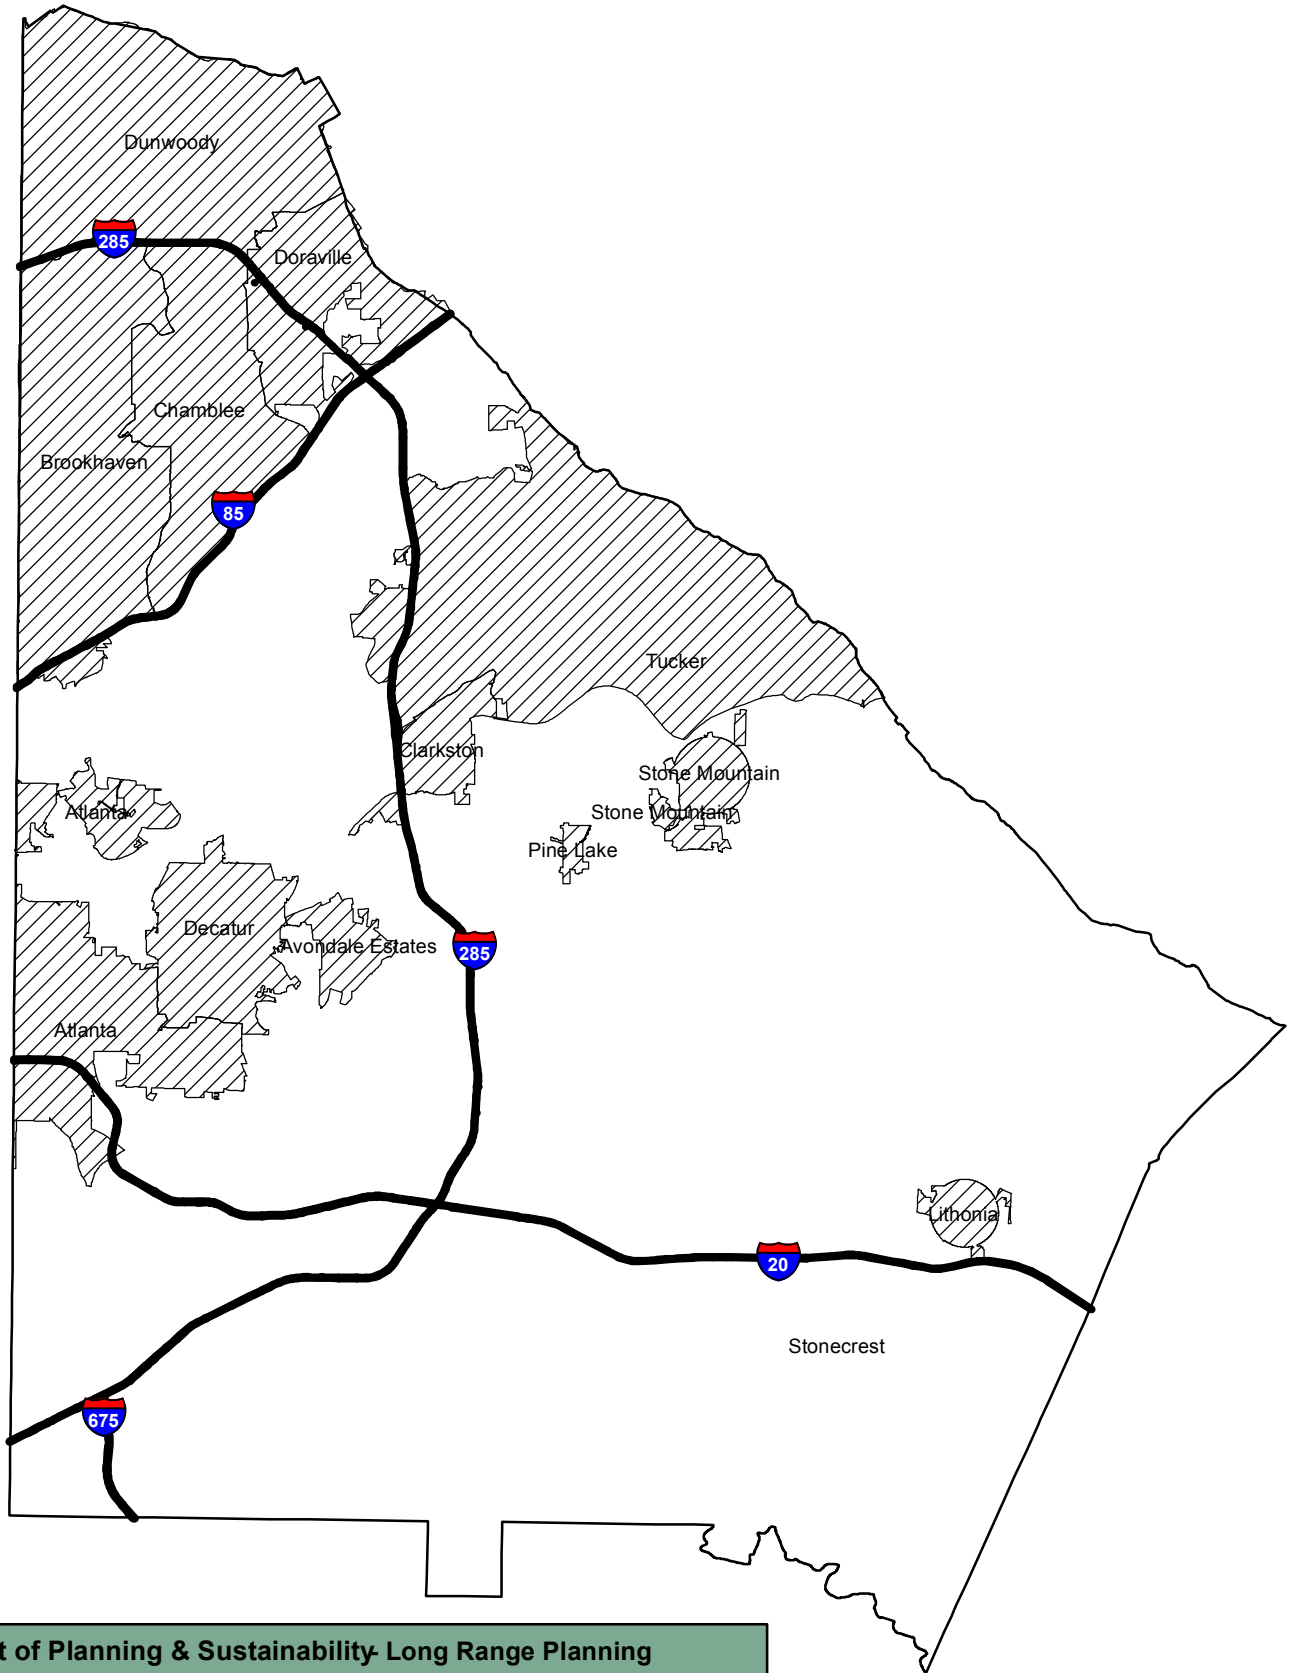 Dunwoody
285
Doraville
Chamblee
Brookhaven
85
Tucker
Clarkston
Stone Mountain
Atlanta
Stone Mountain
Pine Lake
Decatur
Avondale Estates
285
Atlanta
Lithonia
20
Stonecrest
675
t of Planning & Sustainability- Long Range Planning